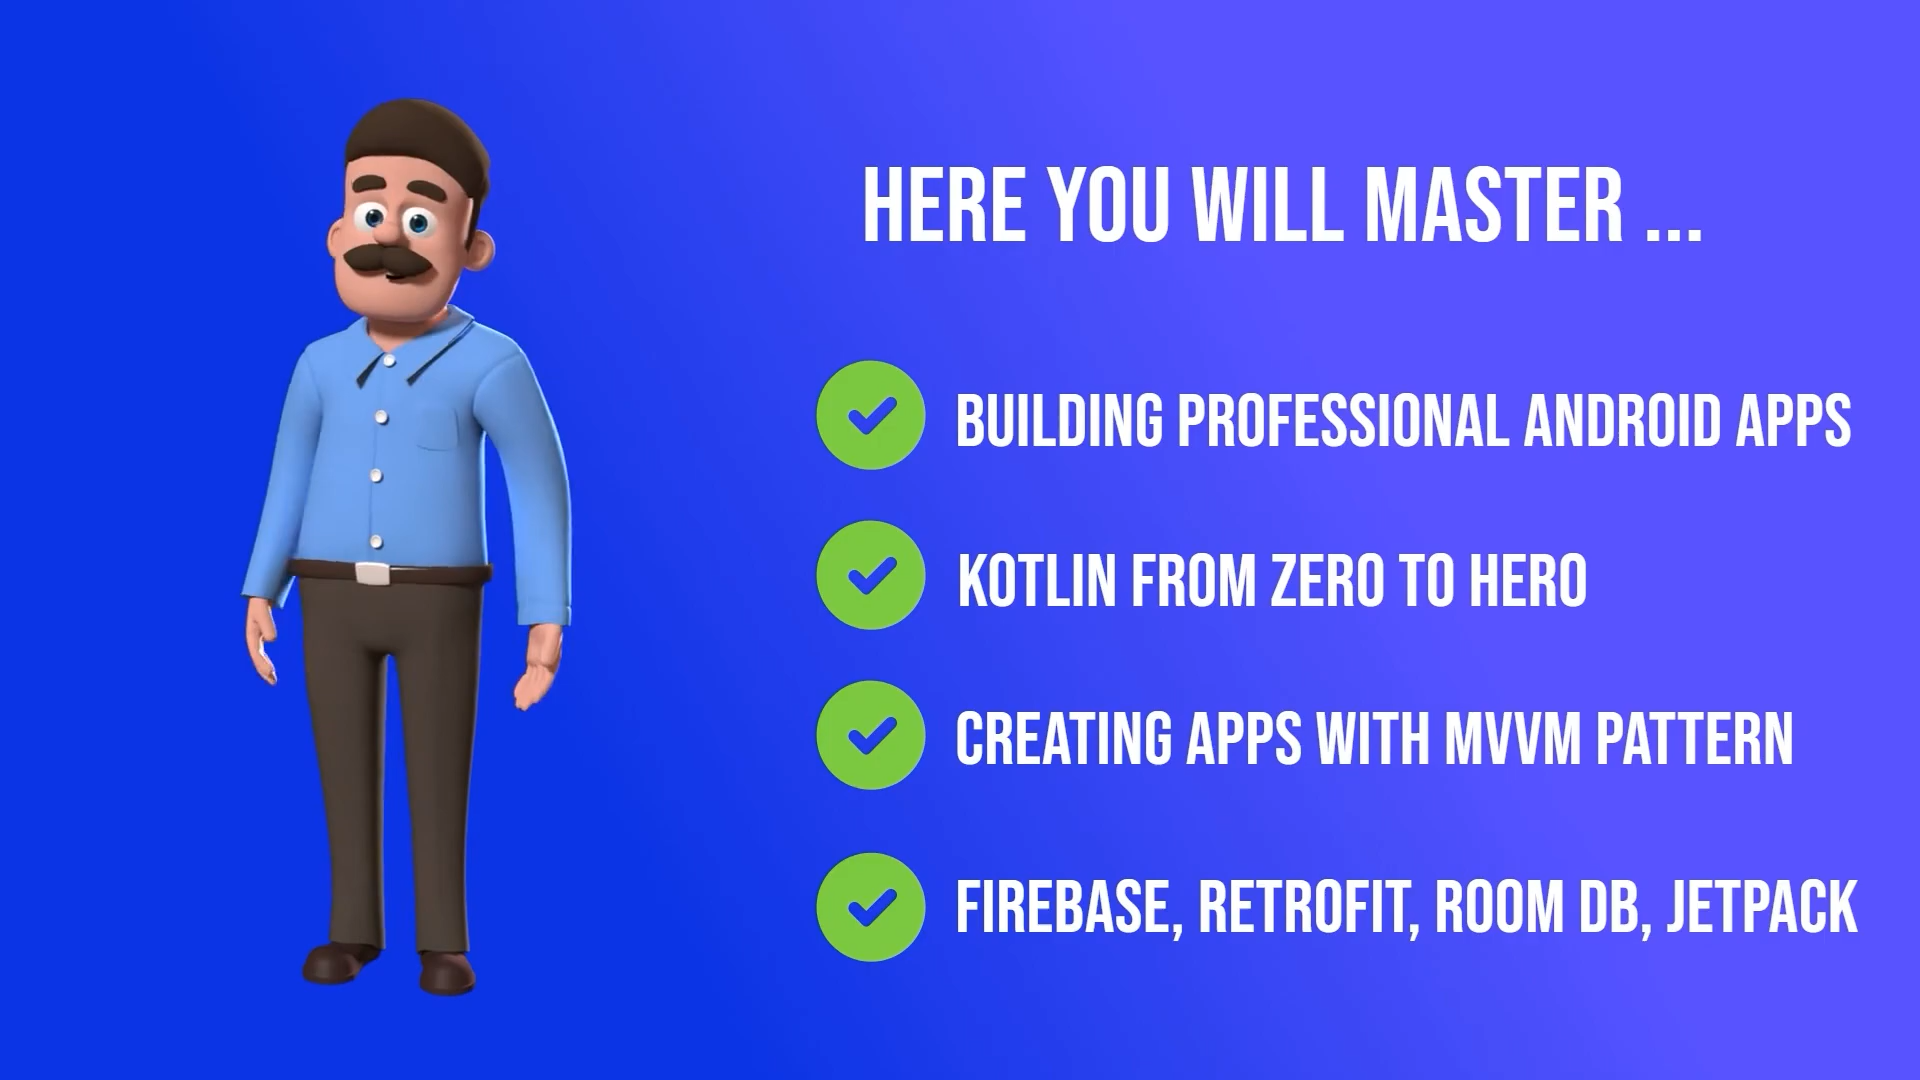 HERE YOU WILL MASTER ...
BUILDING PROFESSIONAL ANDROID APPS
KOTLIN FROM ZERO TO HERO
CREATING APPS WITH MVVM PATTERN
FIREBASE, RETROFIT, ROOM DB, JETPACK